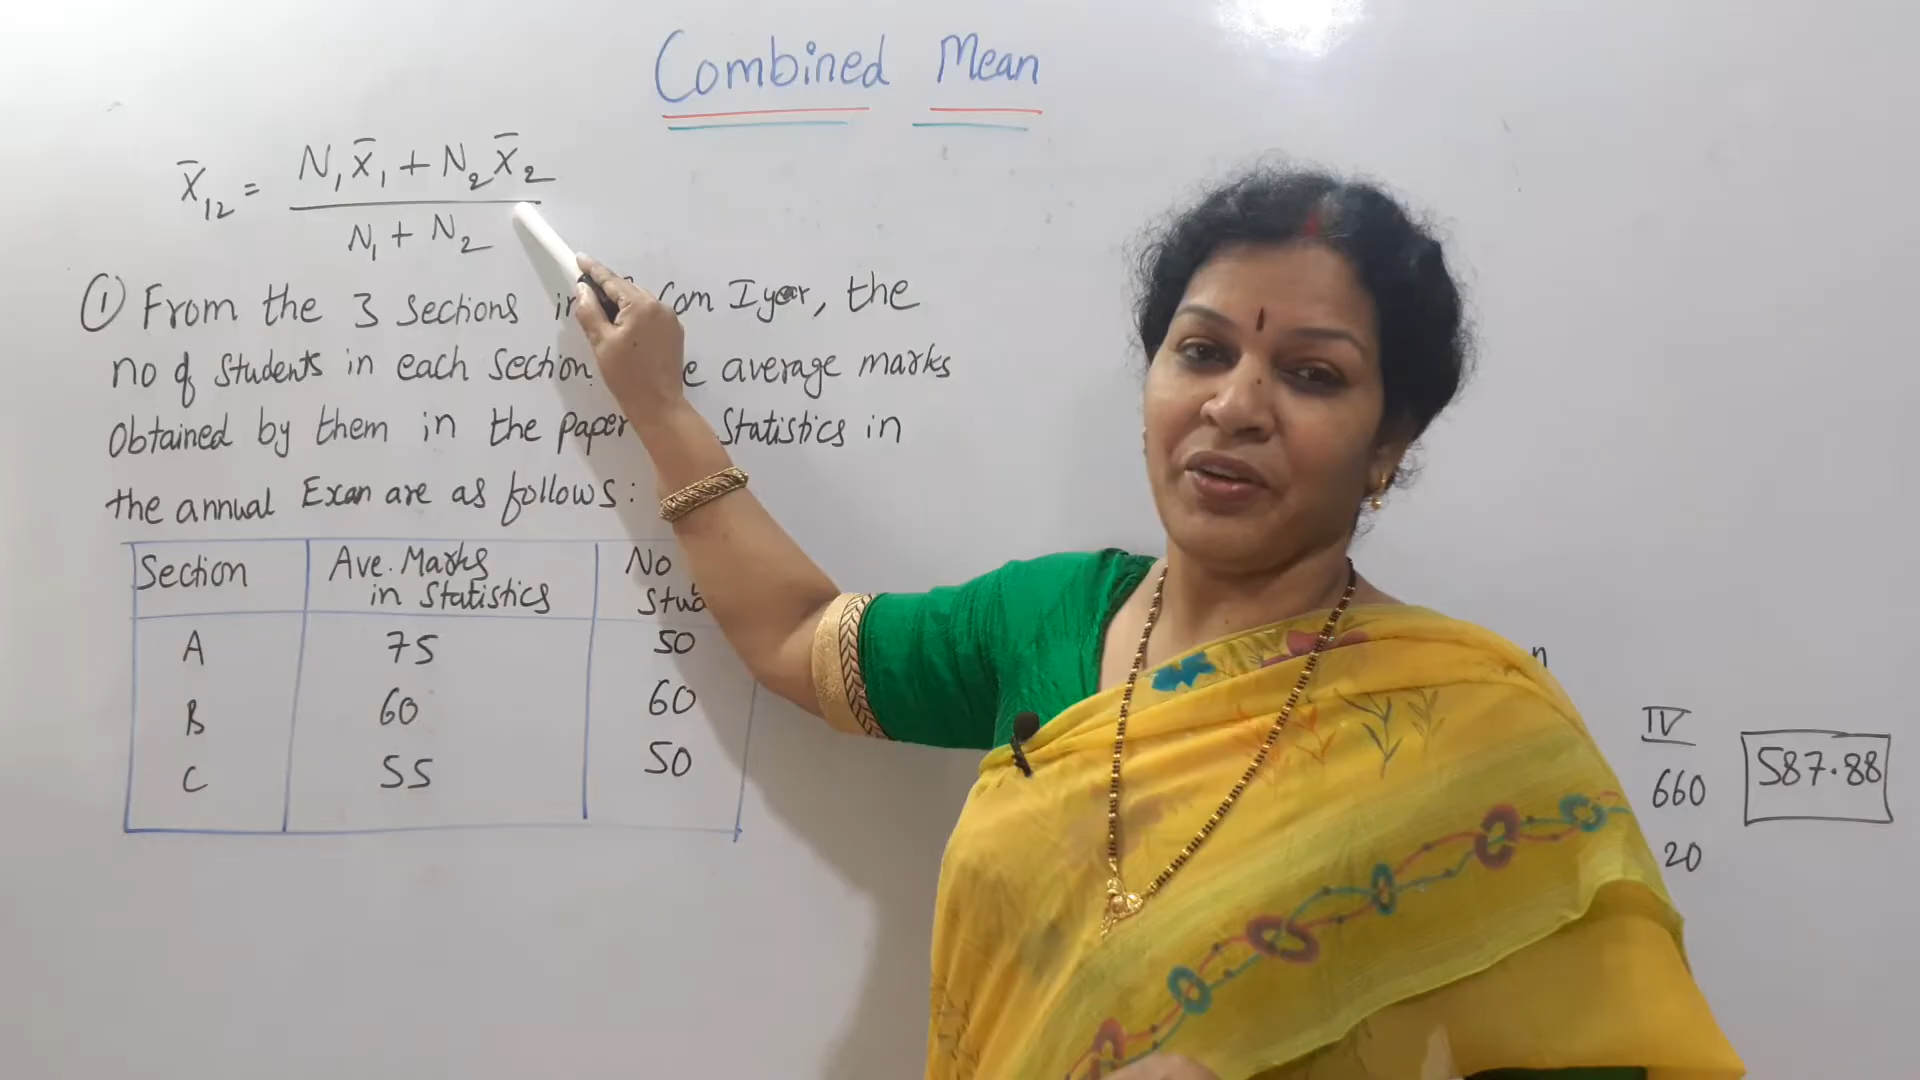 Combined Mean
X̄₁₂ = N₁X̄₁ + N₂X̄₂
N₁ + N₂
① From the 3 Sections in Com I year, the
no of Students in each Section average marks
Obtained by them in the Paper Statistics in
the annual Exam are as follows:
Section Ave. Marks in Statistics No
A 75 50
B 60 60
C 55 50
IV
660
20
587.88